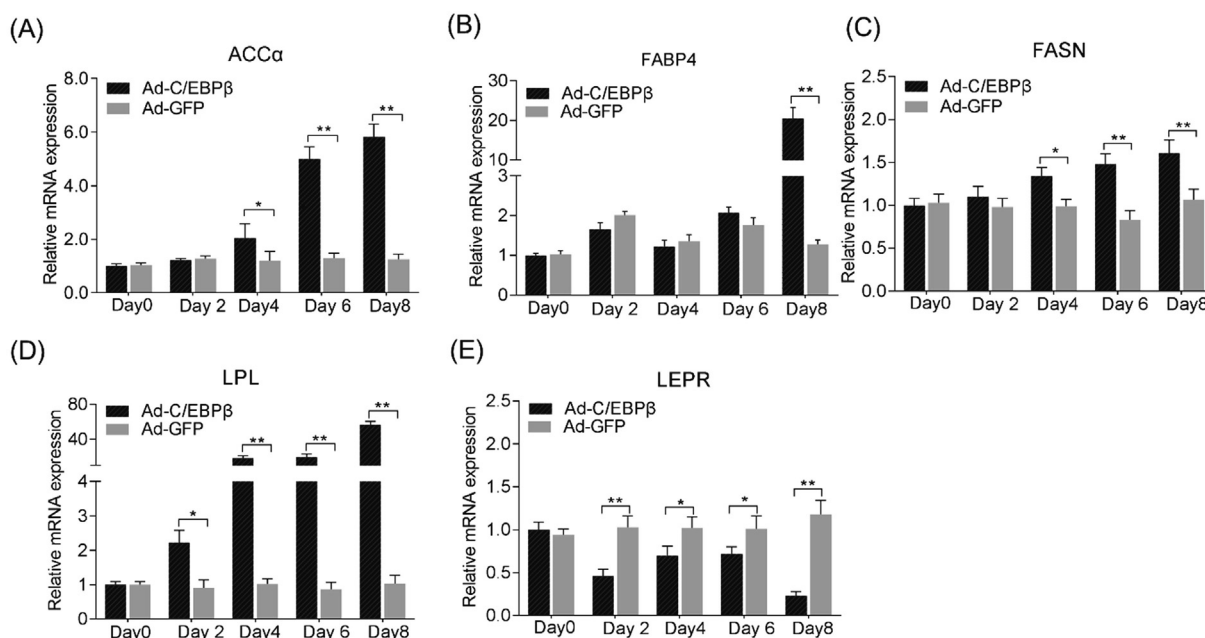 (A)
ACCα
Relative mRNA expression
8.0
6.0
4.0
2.0
0.0
Ad-C/EBPβ
Ad-GFP
*
**
**
Day0 Day 2 Day4 Day 6 Day8
(B)
FABP4
Relative mRNA expression
30
20
10
3
2
1
0
Ad-C/EBPβ
Ad-GFP
**
Day0 Day 2 Day4 Day 6 Day8
(C)
FASN
Relative mRNA expression
2.5
2.0
1.5
1.0
0.5
0.0
Ad-C/EBPβ
Ad-GFP
*
**
**
Day0 Day 2 Day4 Day 6 Day8
(D)
LPL
Relative mRNA expression
80
40
4
3
2
1
0
Ad-C/EBPβ
Ad-GFP
*
**
**
**
Day0 Day 2 Day4 Day 6 Day8
(E)
LEPR
Relative mRNA expression
2.5
2.0
1.5
1.0
0.5
0.0
Ad-C/EBPβ
Ad-GFP
**
*
*
**
Day0 Day 2 Day4 Day 6 Day8